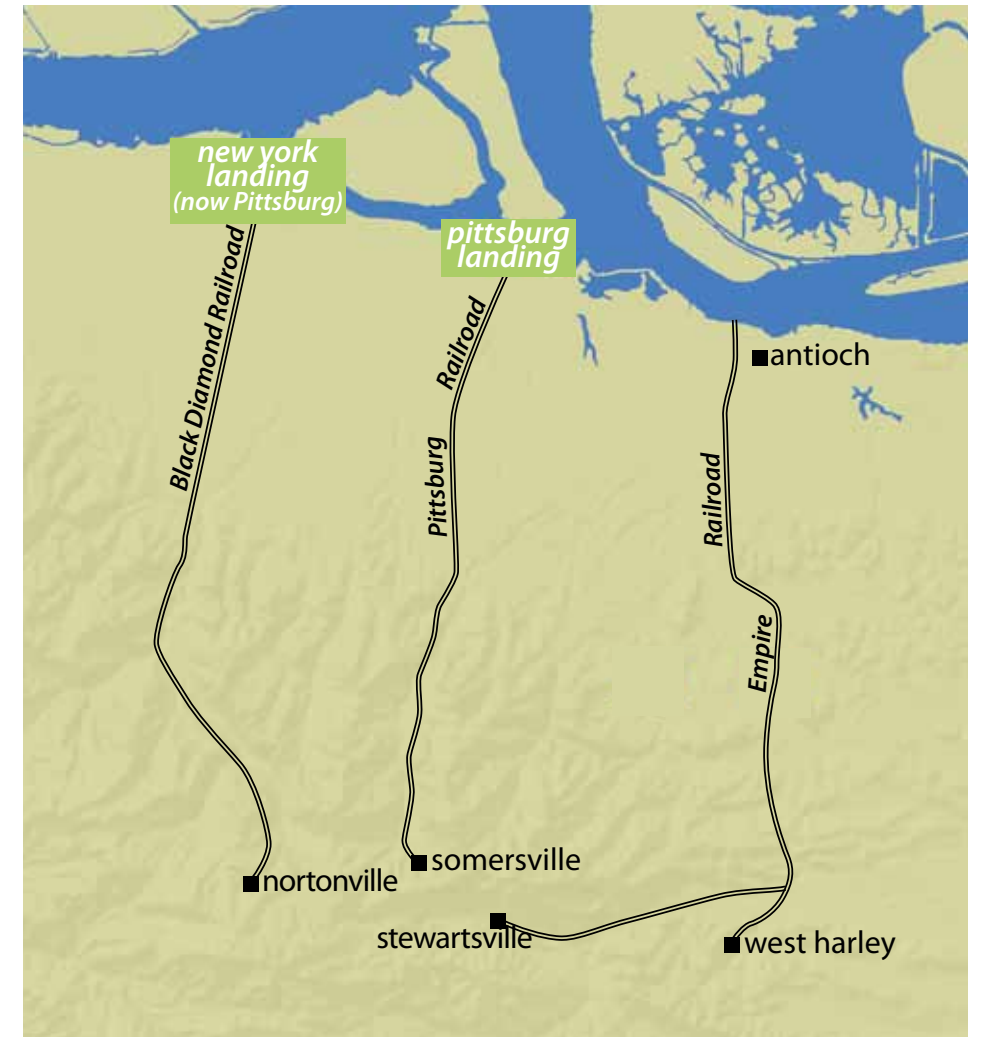 new york
landing
(now Pittsburg)
pittsburg
landing
Black Diamond Railroad
Railroad
Pittsburg
antioch
Railroad
Empire
somersville
nortonville
stewartsville
west harley